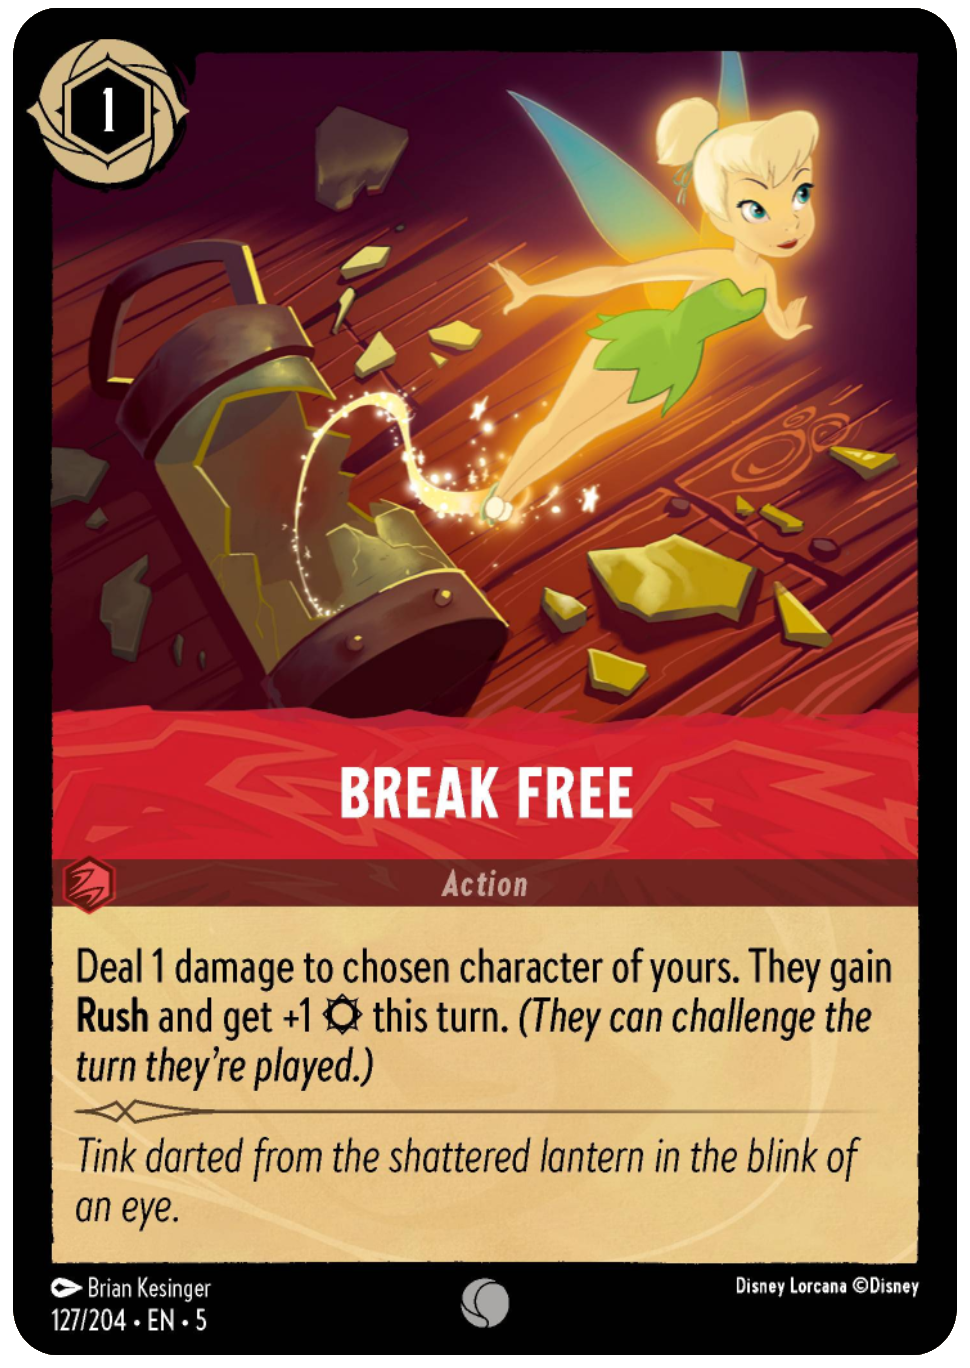 1
BREAK FREE
Action
Deal 1 damage to chosen character of yours. They gain
Rush and get +1 this turn. (They can challenge the
turn they're played.)
Tink darted from the shattered lantern in the blink of
an eye.
Brian Kesinger
Disney Lorcana ©Disney
127/204 • EN • 5